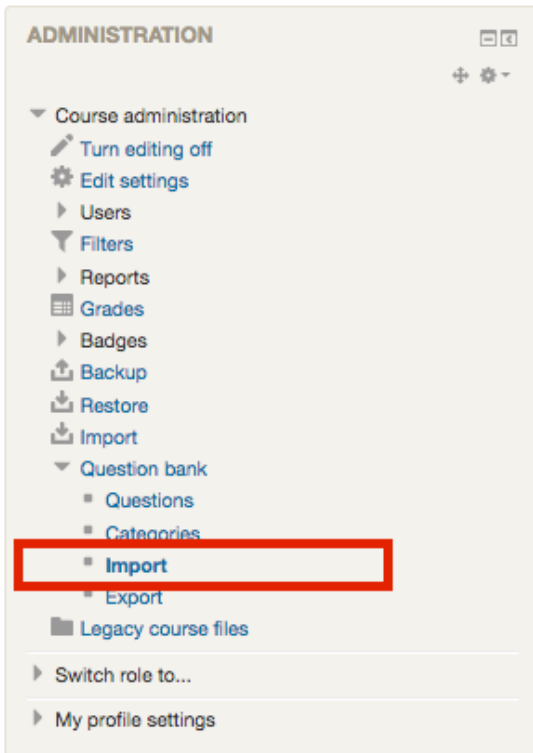 ADMINISTRATION
Course administration
Turn editing off
Edit settings
Users
Filters
Reports
Grades
Badges
Backup
Restore
Import
Question bank
Questions
Categories
Import
Export
Legacy course files
Switch role to...
My profile settings